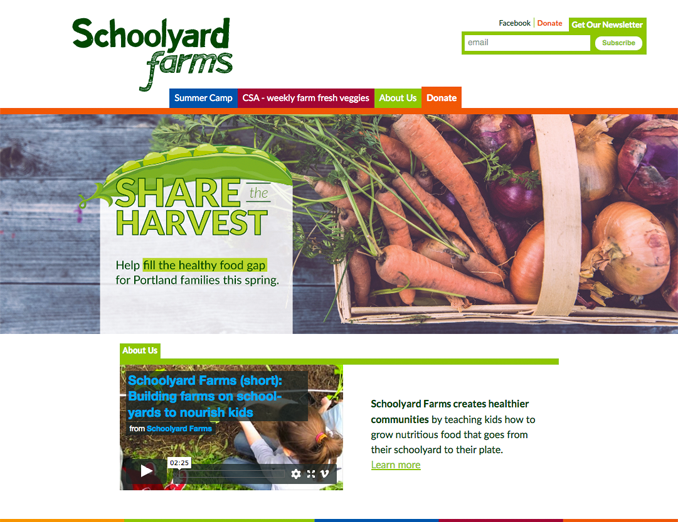 Schoolyard
farms
Facebook | Donate
Get Our Newsletter
email
Subscribe
Summer Camp
CSA - weekly farm fresh veggies
About Us
Donate
SHARE the
HARVEST
Help fill the healthy food gap
for Portland families this spring.
About Us
Schoolyard Farms (short):
Building farms on school-
yards to nourish kids
from Schoolyard Farms
02:25
Schoolyard Farms creates healthier
communities by teaching kids how to
grow nutritious food that goes from
their schoolyard to their plate.
Learn more